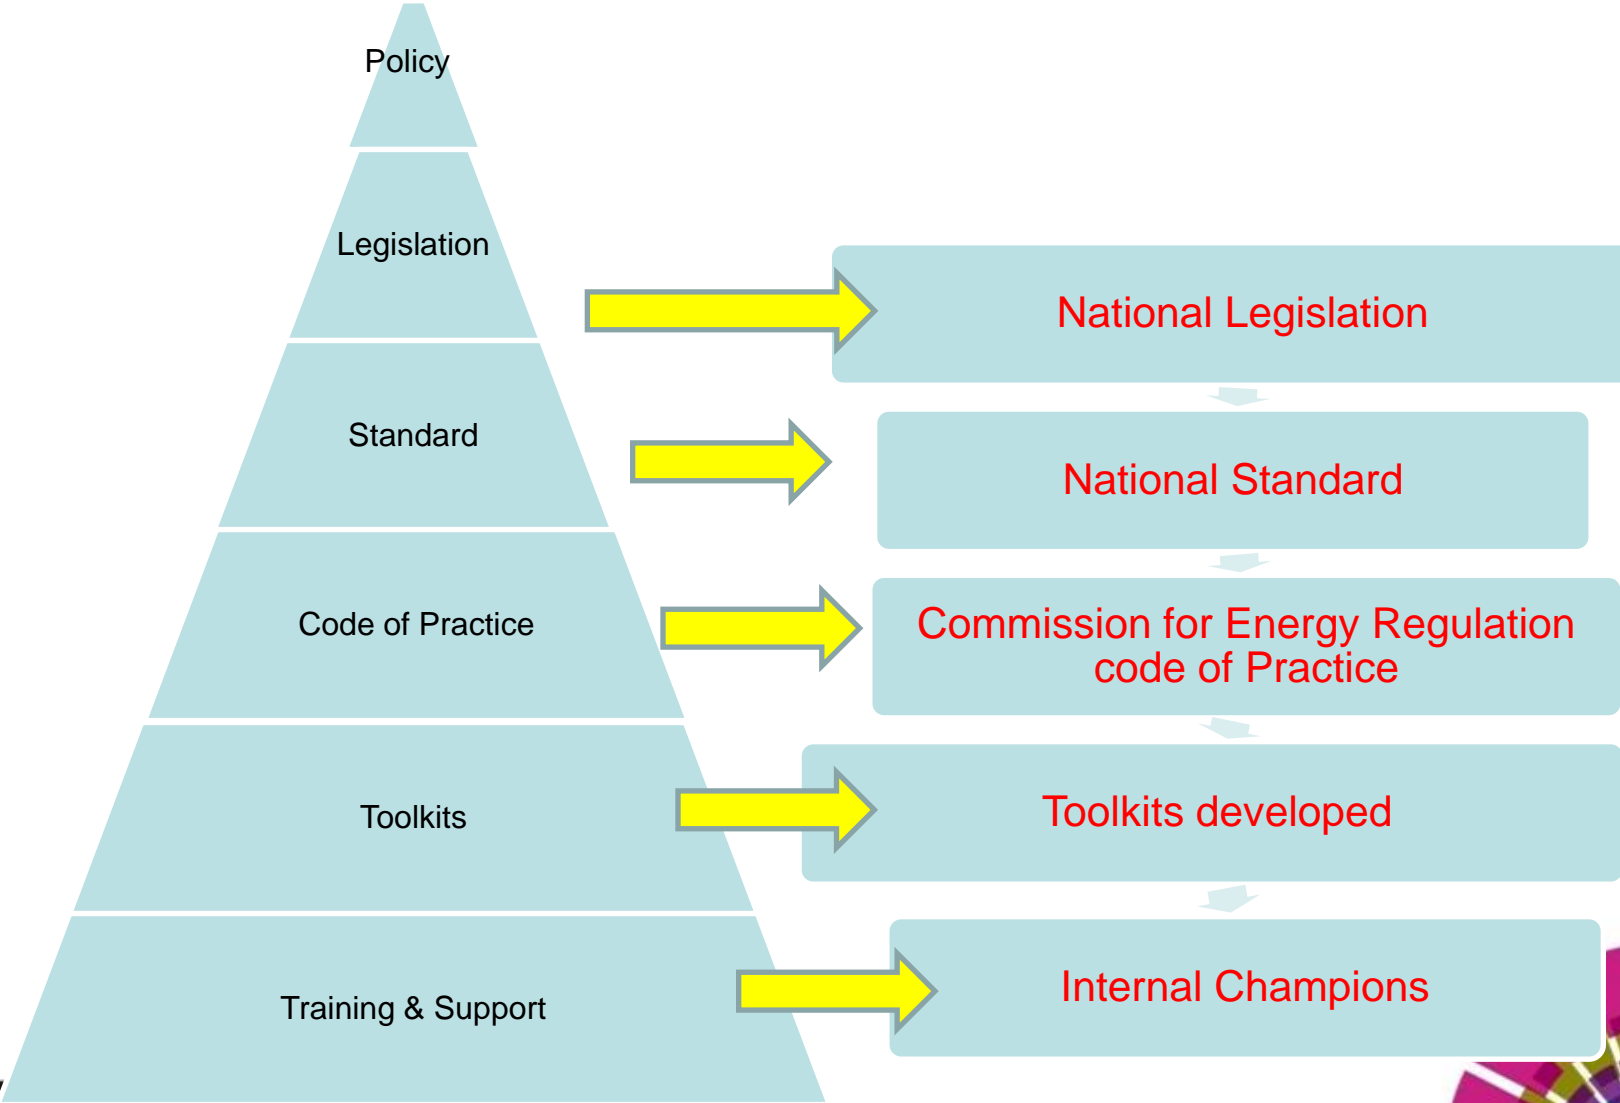 Policy
Legislation
Standard
Code of Practice
Toolkits
Training & Support
National Legislation
National Standard
Commission for Energy Regulation
code of Practice
Toolkits developed
Internal Champions